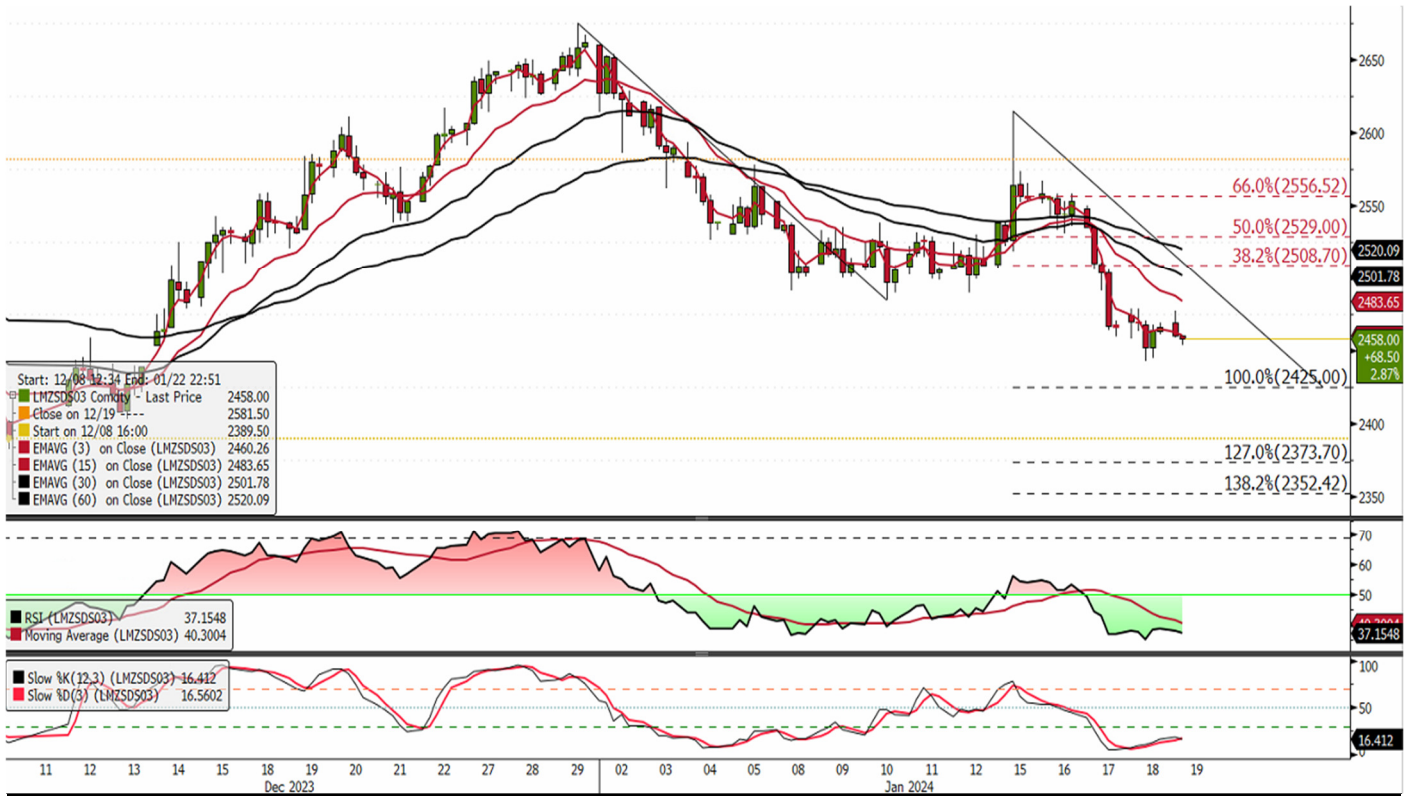 2650
2600
2550
2400
2350
66.0%(2556.52)
50.0%(2529.00)
38.2%(2508.70)
100.0%(2425.00)
127.0%(2373.70)
138.2%(2352.42)
2520.09
2501.78
2483.65
2458.00
+68.50
2.87%
Start: 12/08 12:34 End: 01/22 22:51
LMZSDS03 Comdty - Last Price 2458.00
Close on 12/19 ---- 2581.50
Start on 12/08 16:00 2389.50
EMAVG (3) on Close (LMZSDS03) 2460.26
EMAVG (15) on Close (LMZSDS03) 2483.65
EMAVG (30) on Close (LMZSDS03) 2501.78
EMAVG (60) on Close (LMZSDS03) 2520.09
70
60
50
40.3004
37.1548
RSI (LMZSDS03) 37.1548
Moving Average (LMZSDS03) 40.3004
100
50
16.412
0
Slow %K(12,3) (LMZSDS03) 16.412
Slow %D(3) (LMZSDS03) 16.5602
11 12 13 14 15 18 19 20 21 22 27 28 29 02 03 04 05 08 09 10 11 12 15 16 17 18 19
Dec 2023 Jan 2024